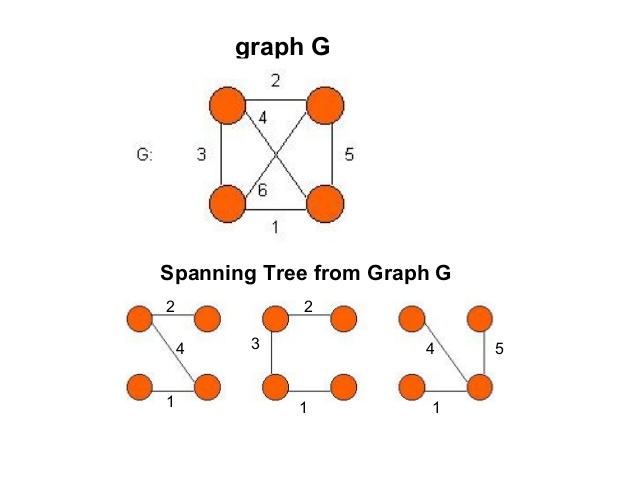 graph G
2
4
G: 3 5
6
1
Spanning Tree from Graph G
2 2
3 4 4 5
1 1 1